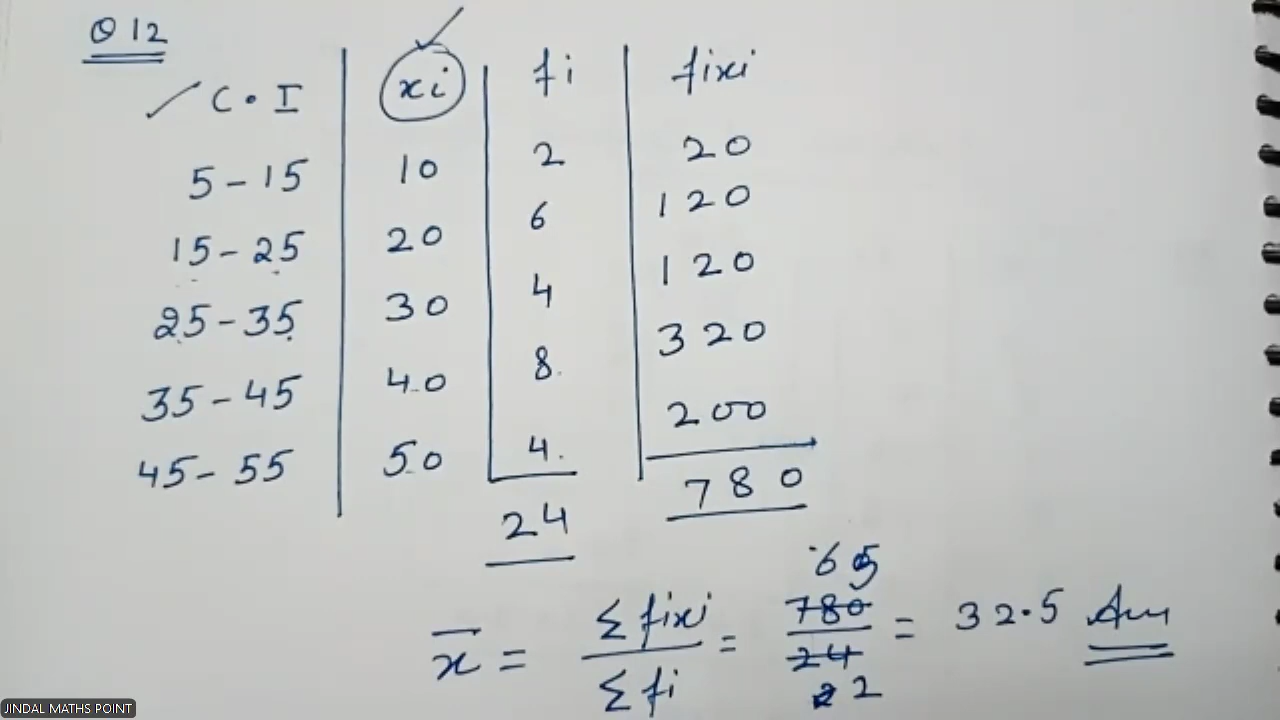 Q 12
C.I xi fi fixi
5-15 10 2 20
15-25 20 6 120
25-35 30 4 120
35-45 40 8 320
45-55 50 4 200
24 780
x̄ = Σfixi / Σfi = 780 / 24 = 32.5 Ans
65
2
JINDAL MATHS POINT